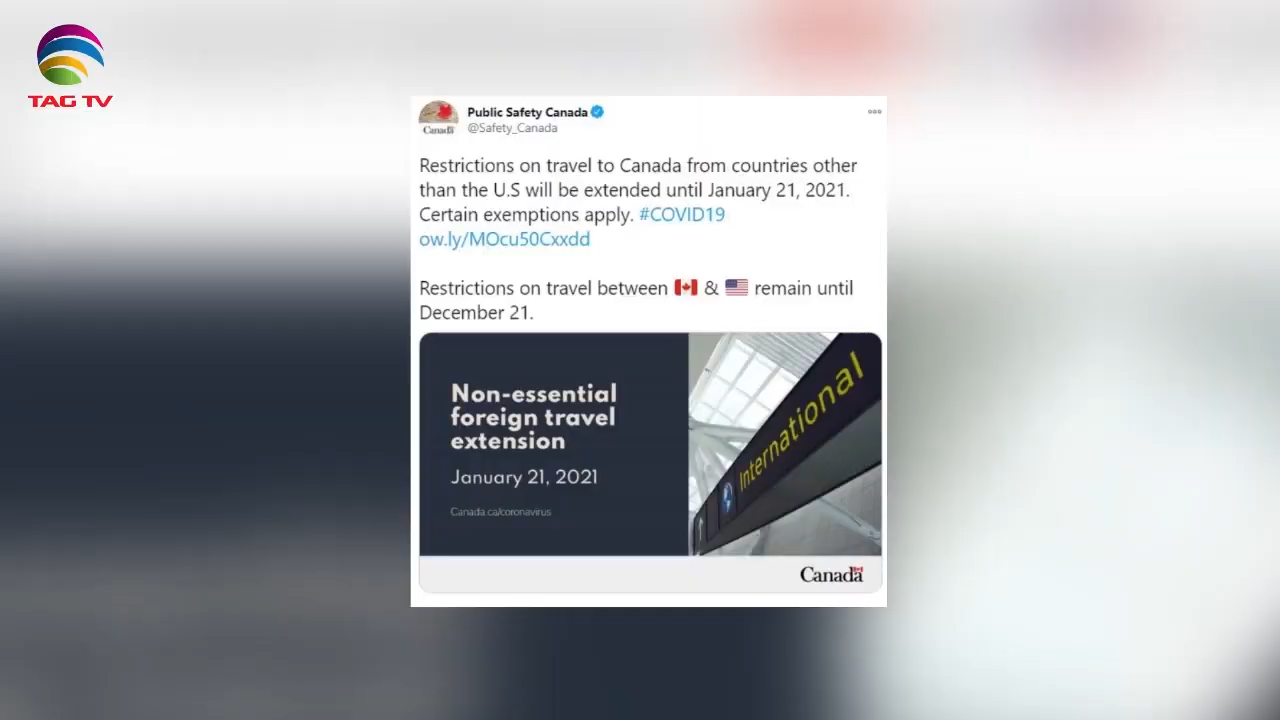 TAG TV
Public Safety Canada
Canada
@Safety_Canada
Restrictions on travel to Canada from countries other
than the U.S will be extended until January 21, 2021.
Certain exemptions apply. #COVID19
ow.ly/MOcu50Cxxdd
Restrictions on travel between 🇨🇦 & 🇺🇸 remain until
December 21.
Non-essential
foreign travel
extension
January 21, 2021
Canada.ca/coronavirus
International
Canada